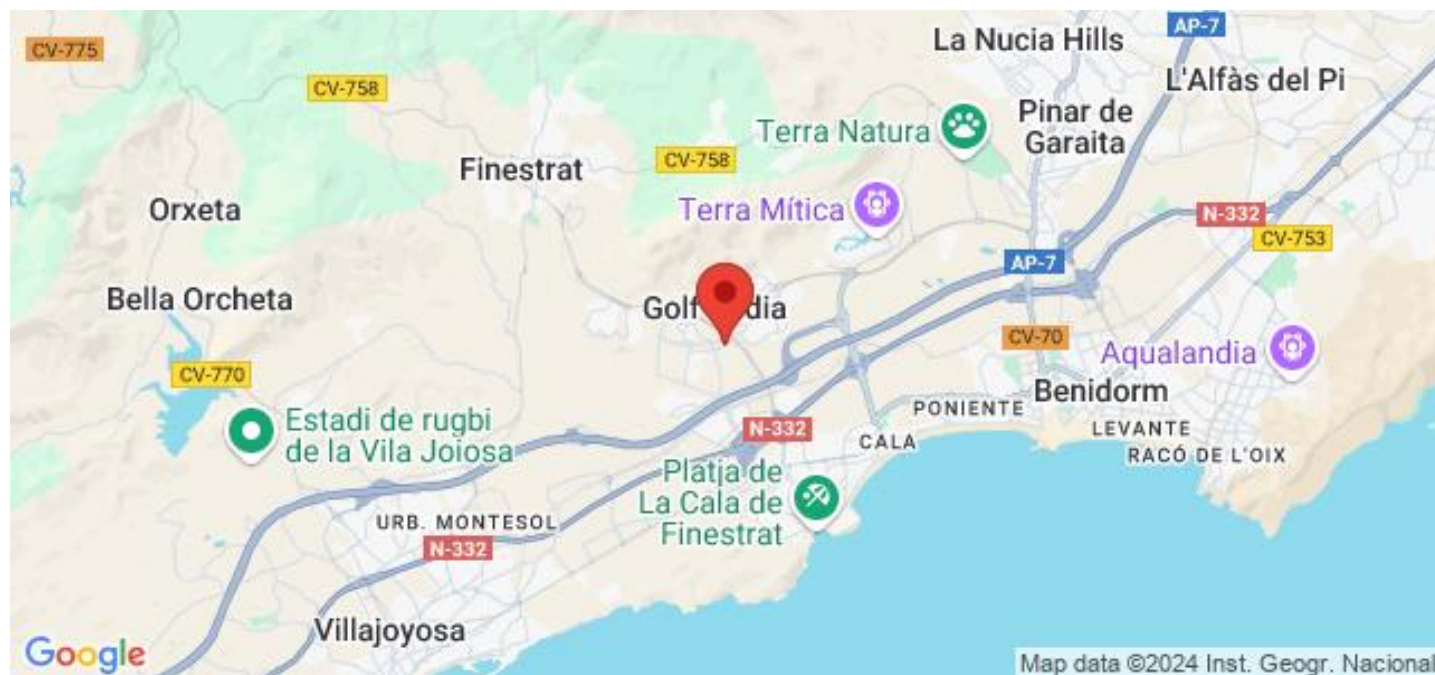 CV-775
AP-7
La Nucia Hills
L'Alfàs del Pi
CV-758
Pinar de
Garaita
Terra Natura
CV-758
Finestrat
Orxeta
Terra Mítica
N-332
CV-753
AP-7
Bella Orcheta
CV-70
Aqualandia
CV-770
Benidorm
PONIENTE
Estadi de rugbi
de la Vila Joiosa
N-332
CALA
LEVANTE
RACÓ DE L'OIX
Platja de
La Cala de
Finestrat
URB. MONTESOL
N-332
Villajoyosa
Google
Map data ©2024 Inst. Geogr. Nacional